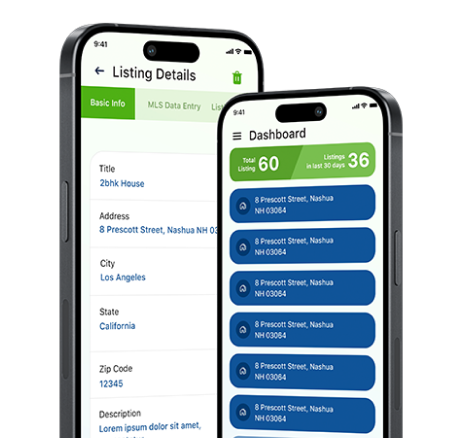 9:41
Listing Details
Basic Info
MLS Data Entry
Title
2bhk House
Address
8 Prescott Street, Nashua NH
City
Los Angeles
State
California
Zip Code
12345
Description
Lorem ipsum dolor sit amet,
9:41
Dashboard
Total
Listing 60
Listings
in last 30 days 36
8 Prescott Street, Nashua
NH 03064
8 Prescott Street, Nashua
NH 03064
8 Prescott Street, Nashua
NH 03064
8 Prescott Street, Nashua
NH 03064
8 Prescott Street, Nashua
NH 03064
8 Prescott Street, Nashua
NH 03064